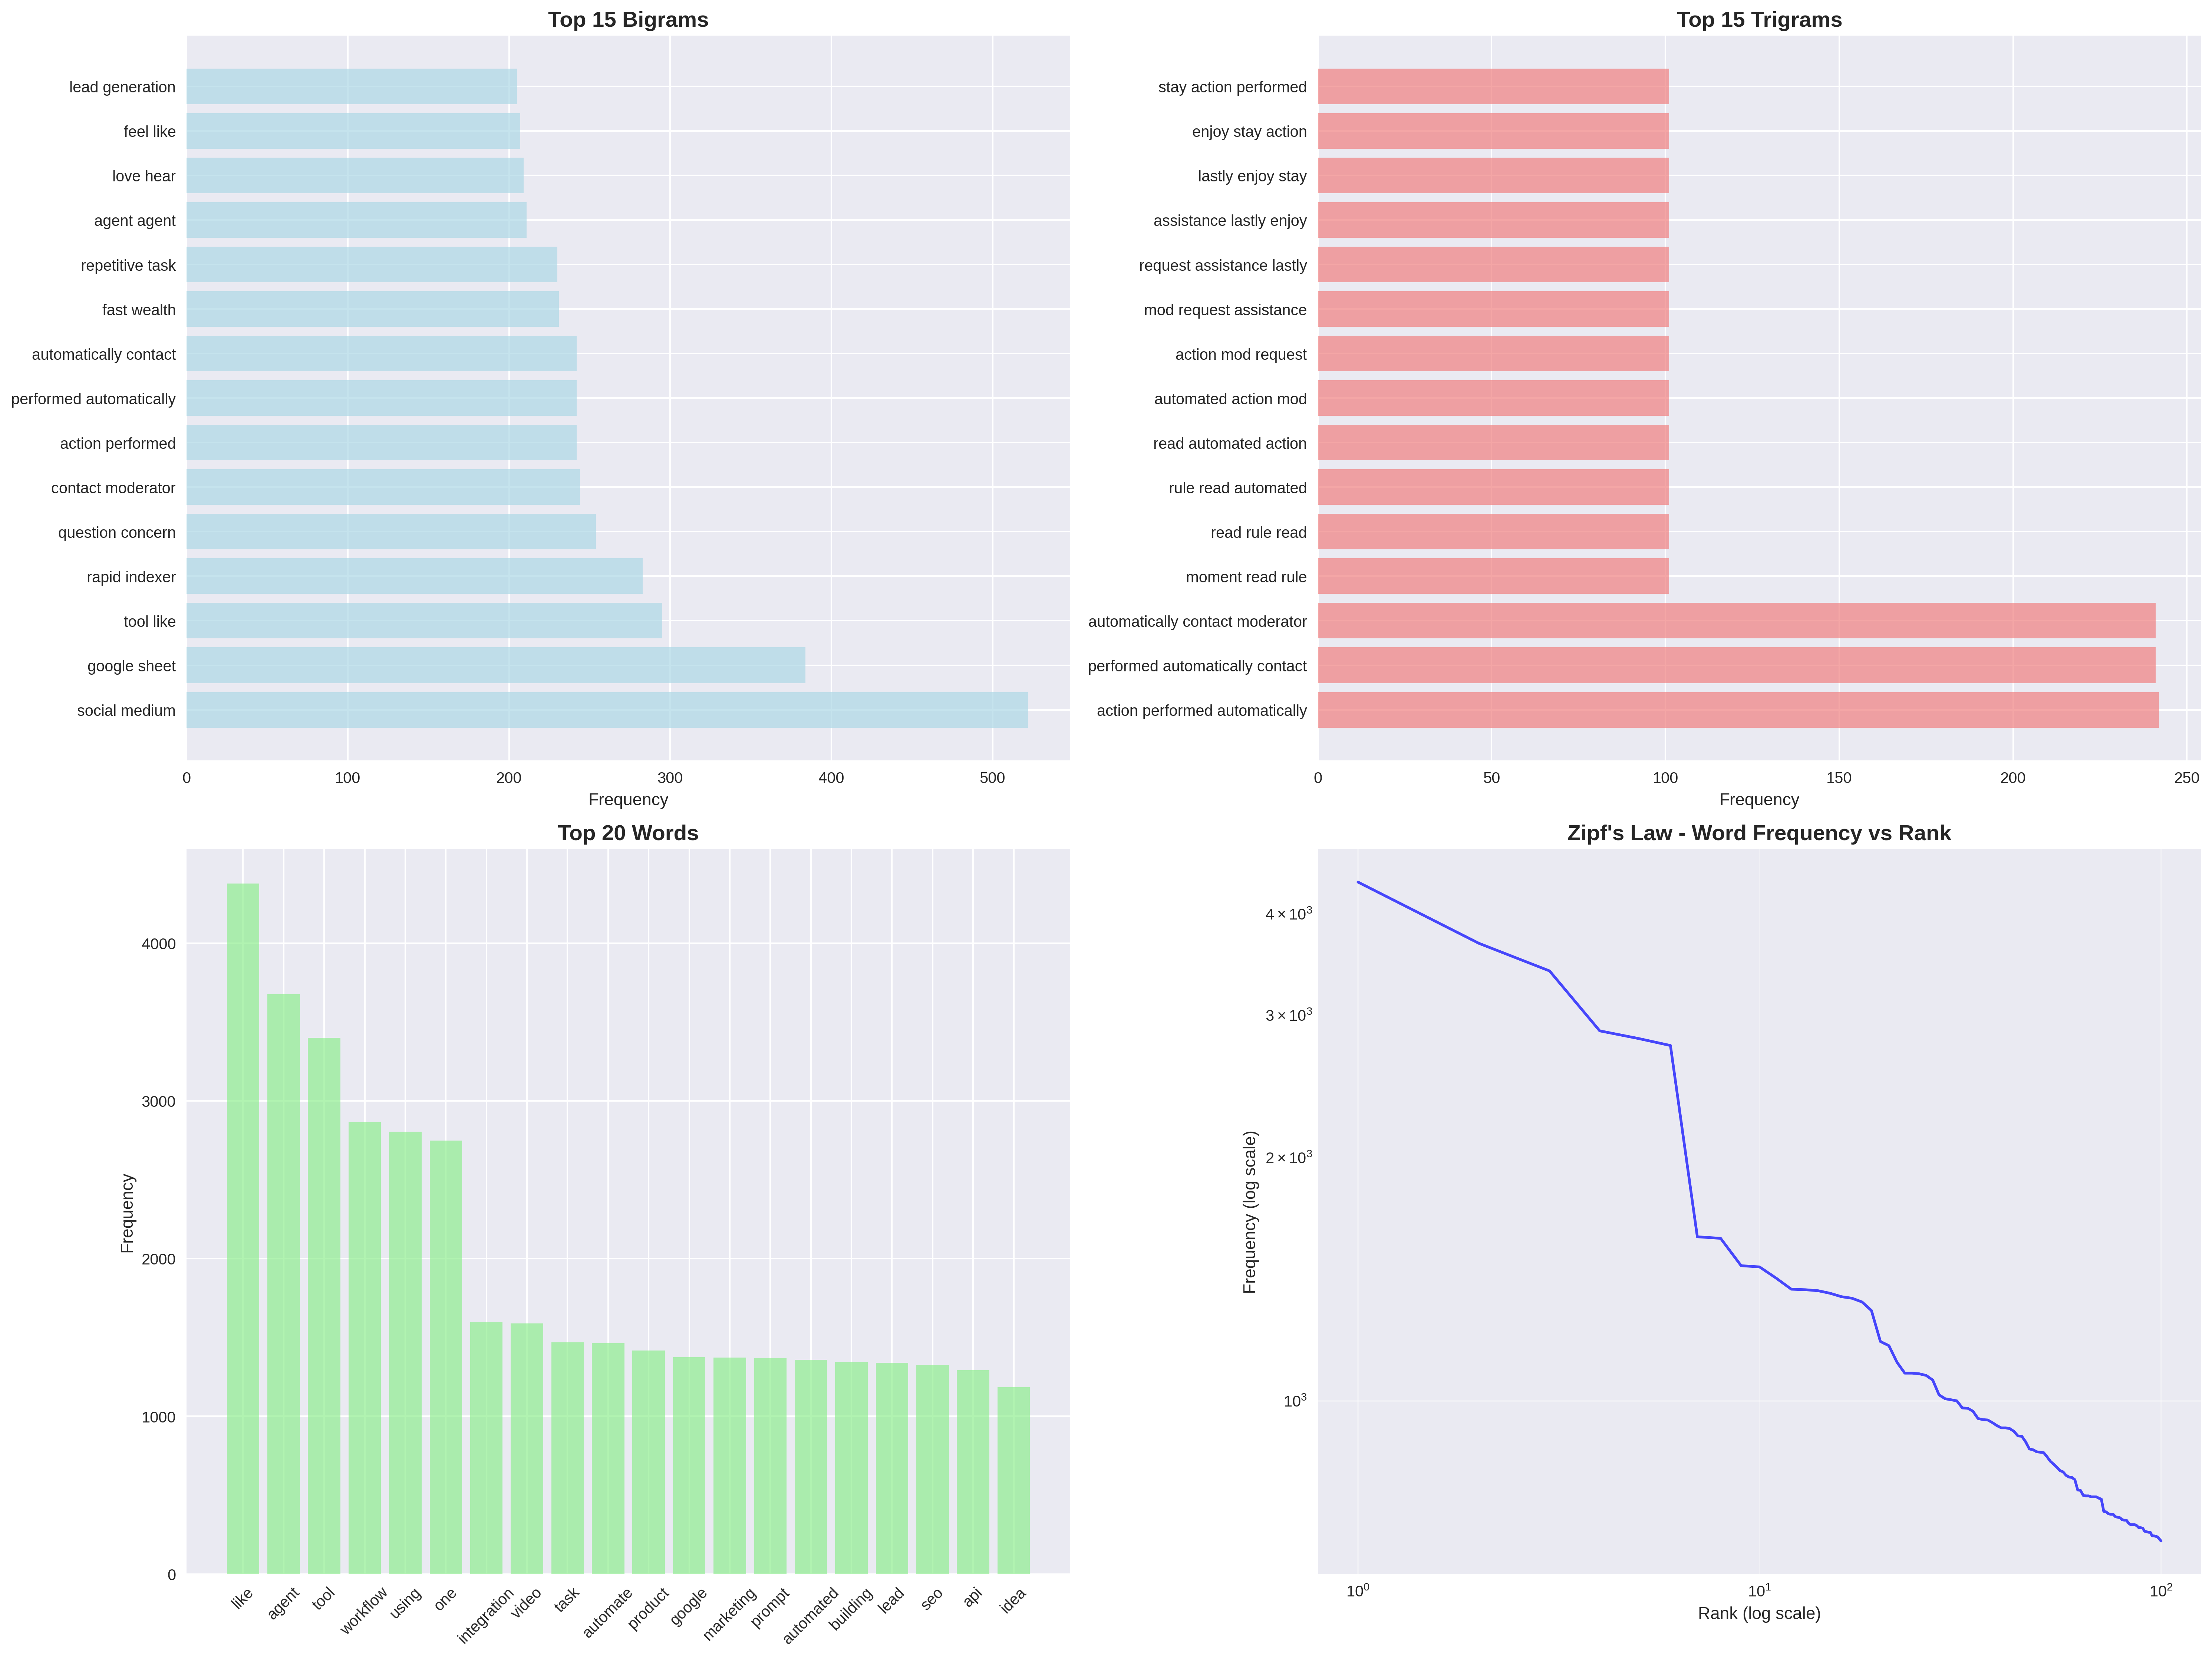 Top 15 Bigrams
lead generation
feel like
love hear
agent agent
repetitive task
fast wealth
automatically contact
performed automatically
action performed
contact moderator
question concern
rapid indexer
tool like
google sheet
social medium
0 100 200 300 400 500
Frequency
Top 15 Trigrams
stay action performed
enjoy stay action
lastly enjoy stay
assistance lastly enjoy
request assistance lastly
mod request assistance
action mod request
automated action mod
read automated action
rule read automated
read rule read
moment read rule
automatically contact moderator
performed automatically contact
action performed automatically
0 50 100 150 200 250
Frequency
Top 20 Words
Frequency
4000
3000
2000
1000
0
like agent tool workflow using one integration video task automate product google marketing prompt automated building lead seo api idea
Zipf's Law - Word Frequency vs Rank
Frequency (log scale)
4 × 10³
3 × 10³
2 × 10³
10³
10⁰ 10¹ 10²
Rank (log scale)